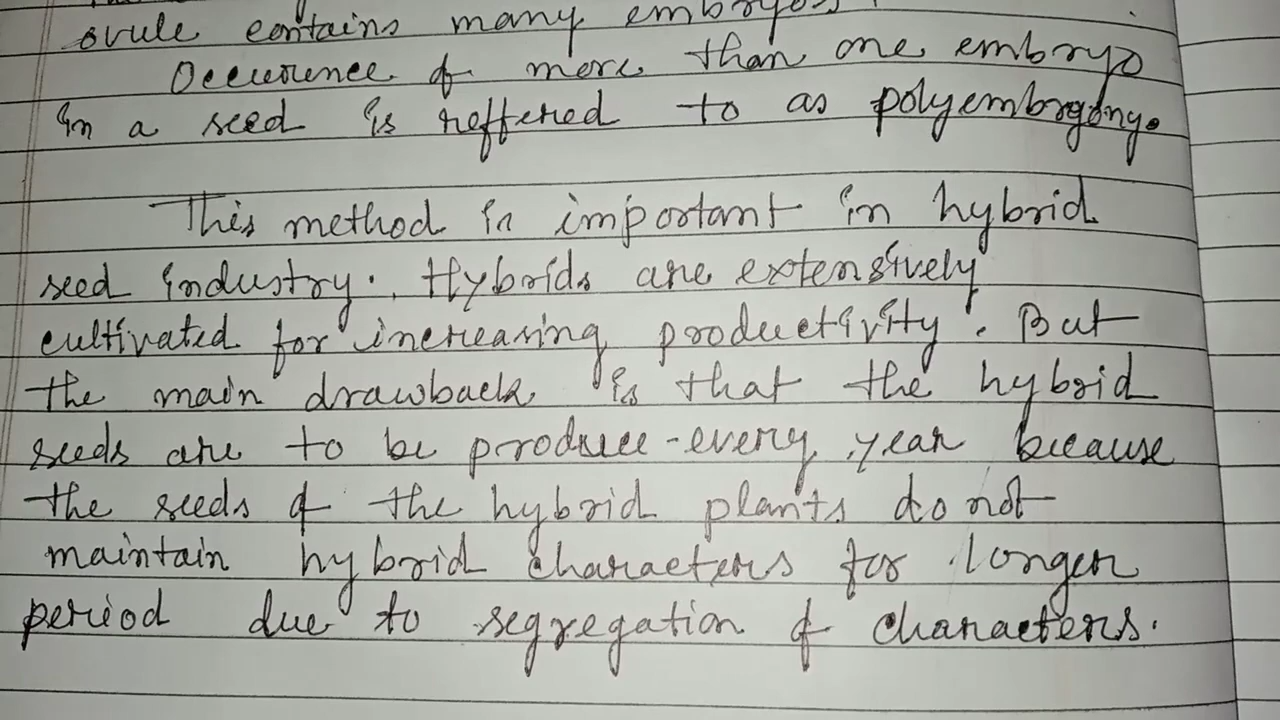 ovule contains many embryos.
Occurence of more than one embryo
in a seed is reffered to as polyembryony.
This method is important in hybrid
seed industry. Hybrids are extensively
cultivated for increasing productivity. But
the main drawback is that the hybrid
seeds are to be produce every year because
the seeds of the hybrid plants do not
maintain hybrid characters for longer
period due to segregation of characters.